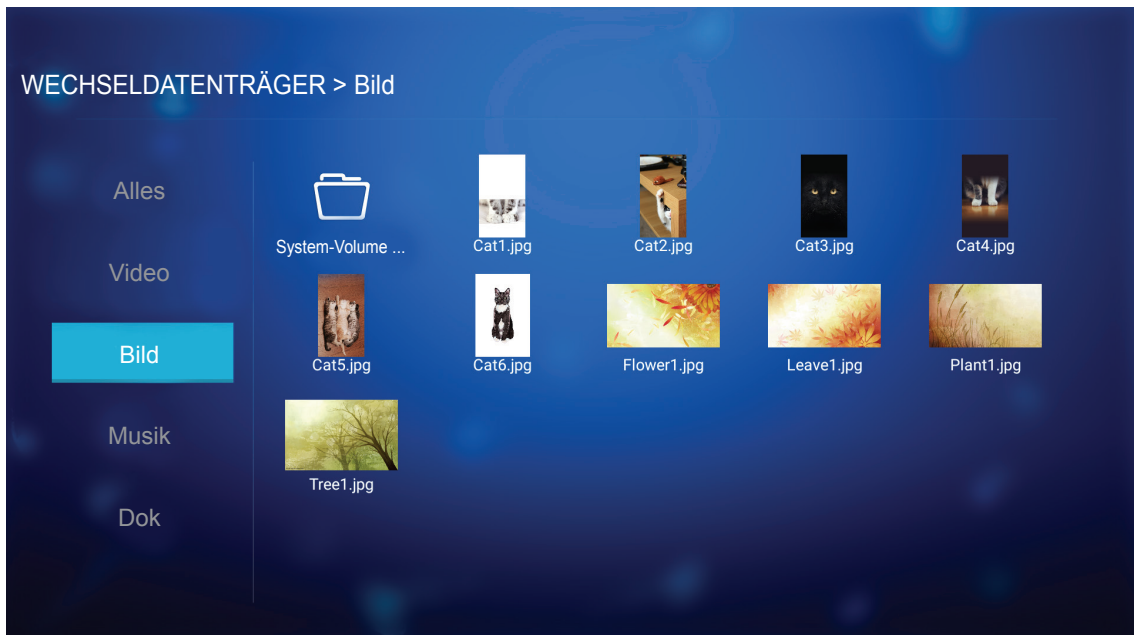 WECHSELDATENTRÄGER > Bild
Alles
Video
Bild
Musik
Dok
System-Volume ...
Cat1.jpg
Cat2.jpg
Cat3.jpg
Cat4.jpg
Cat5.jpg
Cat6.jpg
Flower1.jpg
Leave1.jpg
Plant1.jpg
Tree1.jpg